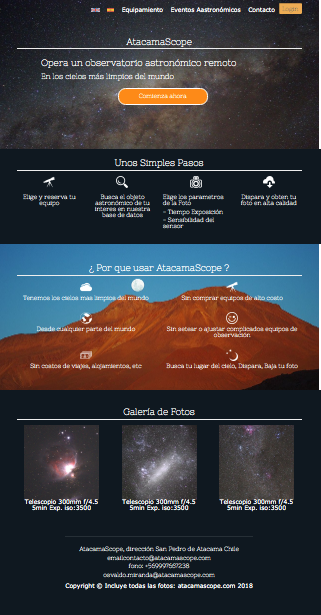 Equipamiento Eventos Aastronómicos Contacto Login
AtacamaScope
Opera un observatorio astronómico remoto
En los cielos más limpios del mundo
Comienza ahora
Unos Simples Pasos
Elige y reserva tu
equipo
Busca el objeto
astronómico de tu
interes en nuestra
base de datos
Elige los parametros
de la Foto
– Tiempo Exposición
– Sensibilidad del
sensor
Dispara y obten tu
foto en alta calidad
¿ Por que usar AtacamaScope ?
Tenemos los cielos mas limpios del mundo
Sin comprar equipos de alto costo
Desde cualquier parte del mundo
Sin setear o ajustar complicados equipos de
observación
Sin costos de viajes, alojamientos, etc
Busca tu lugar del cielo, Dispara, Baja tu foto
Galería de Fotos
Telescopio 300mm f/4.5
5min Exp. iso:3500
Telescopio 300mm f/4.5
5min Exp. iso:3500
Telescopio 300mm f/4.5
5min Exp. iso:3500
AtacamaScope, dirección San Pedro de Atacama Chile
email:contacto@atacamascope.com
fono: +569997667238
osvaldo.miranda@atacamascope.com
Copyright © Incluye todas las fotos: atacamascope.com 2018